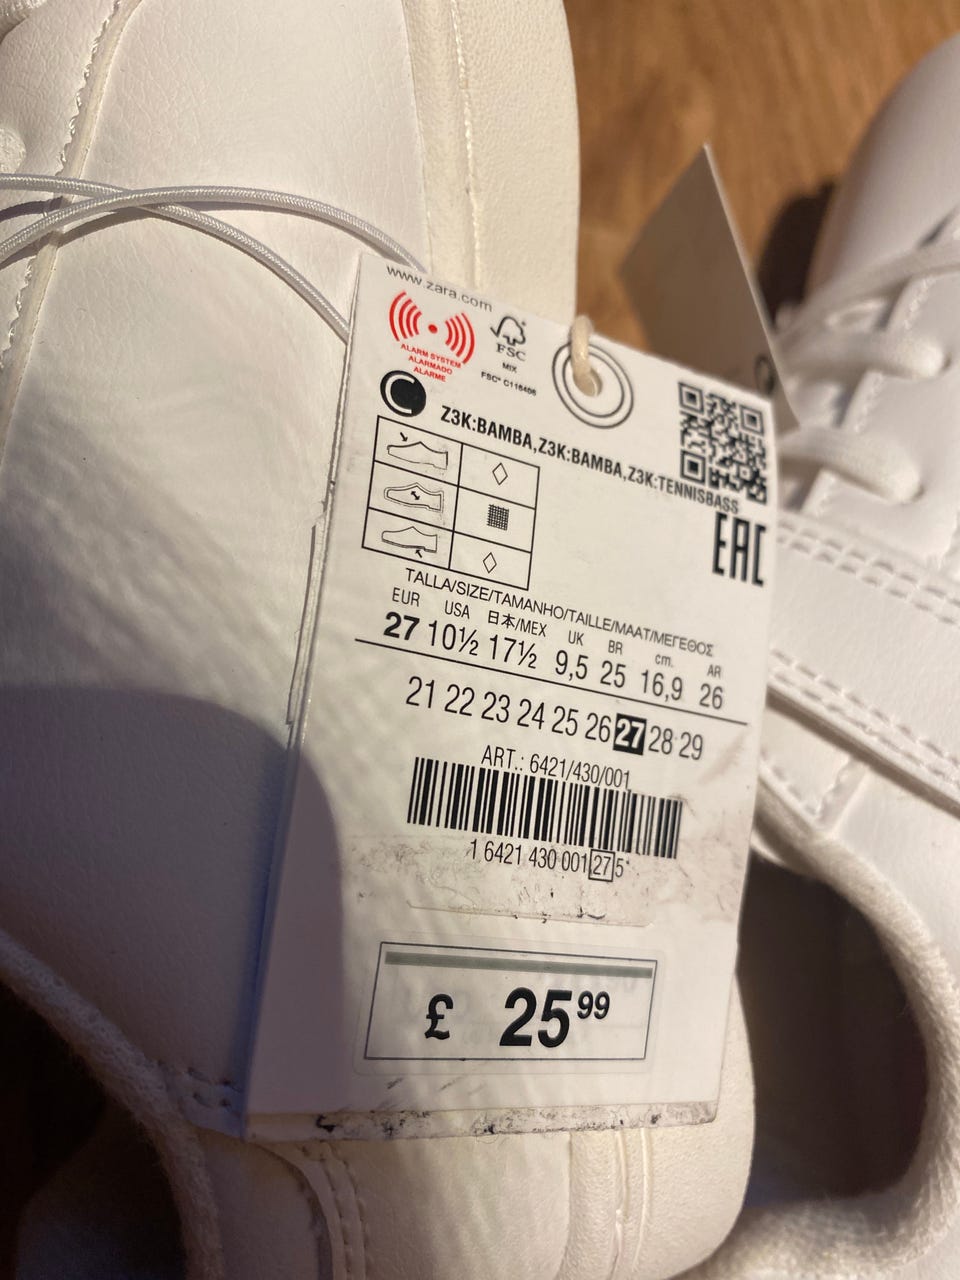 www.zara.com
ALARM SYSTEM
ALARMADO
ALARME
FSC
MIX
FSC® C116406
C
Z3K:BAMBA,Z3K:BAMBA,Z3K:TENNISBASS
EAC
TALLA/SIZE/TAMANHO/TAILLE/MAAT/ΜΕΓΕΘΟΣ
EUR USA 日本/MEX UK BR cm. AR
27 10½ 17½ 9,5 25 16,9 26
21 22 23 24 25 26 27 28 29
ART.: 6421/430/001
1 6421 430 001 27 5
£ 25⁹⁹